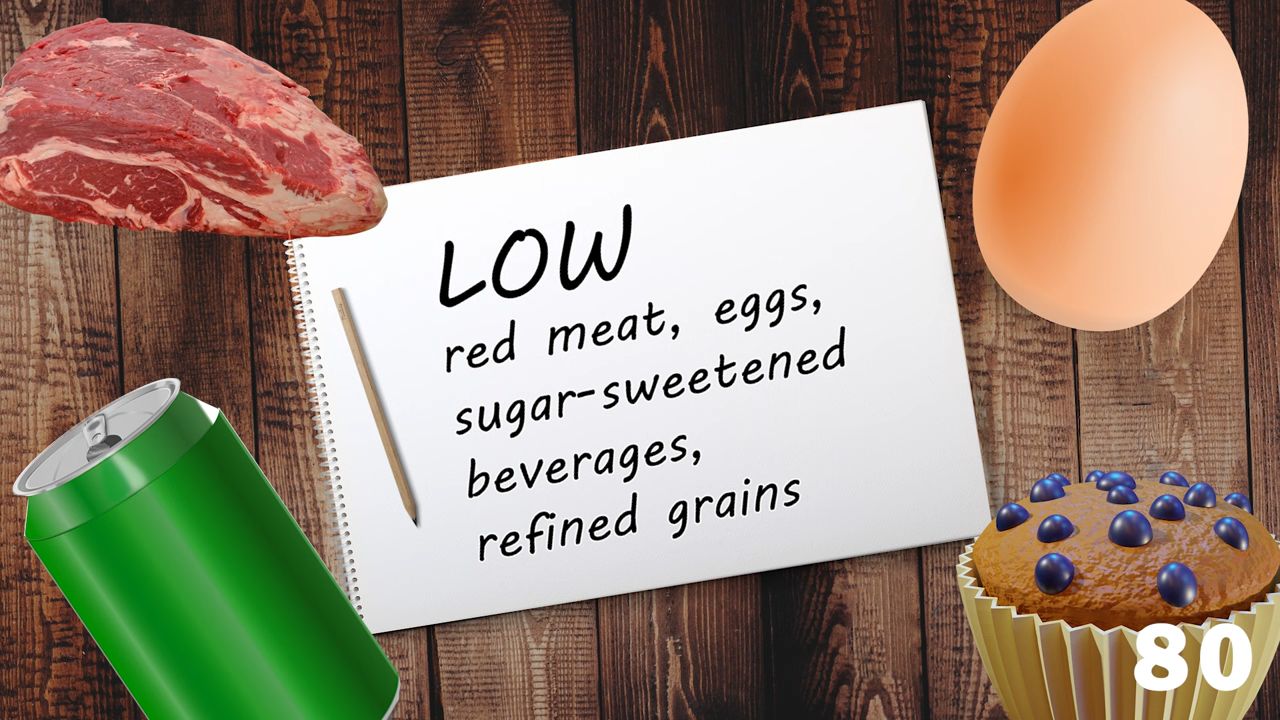 LOW
red meat, eggs,
sugar-sweetened
beverages,
refined grains
80